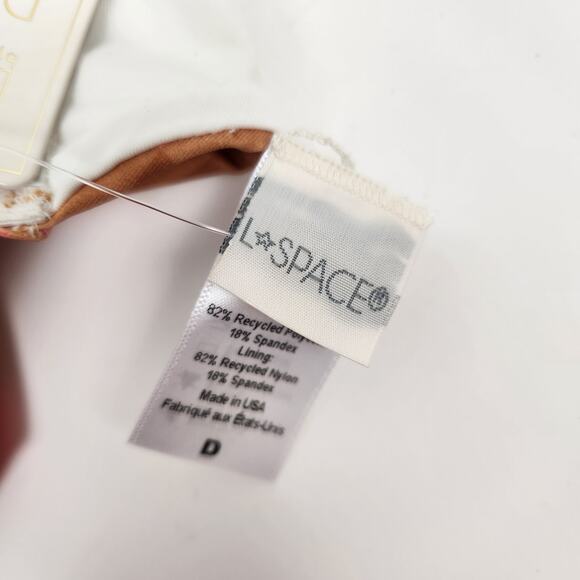 L☆SPACE®
82% Recycled
18% Spandex
Lining:
82% Recycled Nylon
18% Spandex
Made in USA
Fabriqué aux États-Unis
D